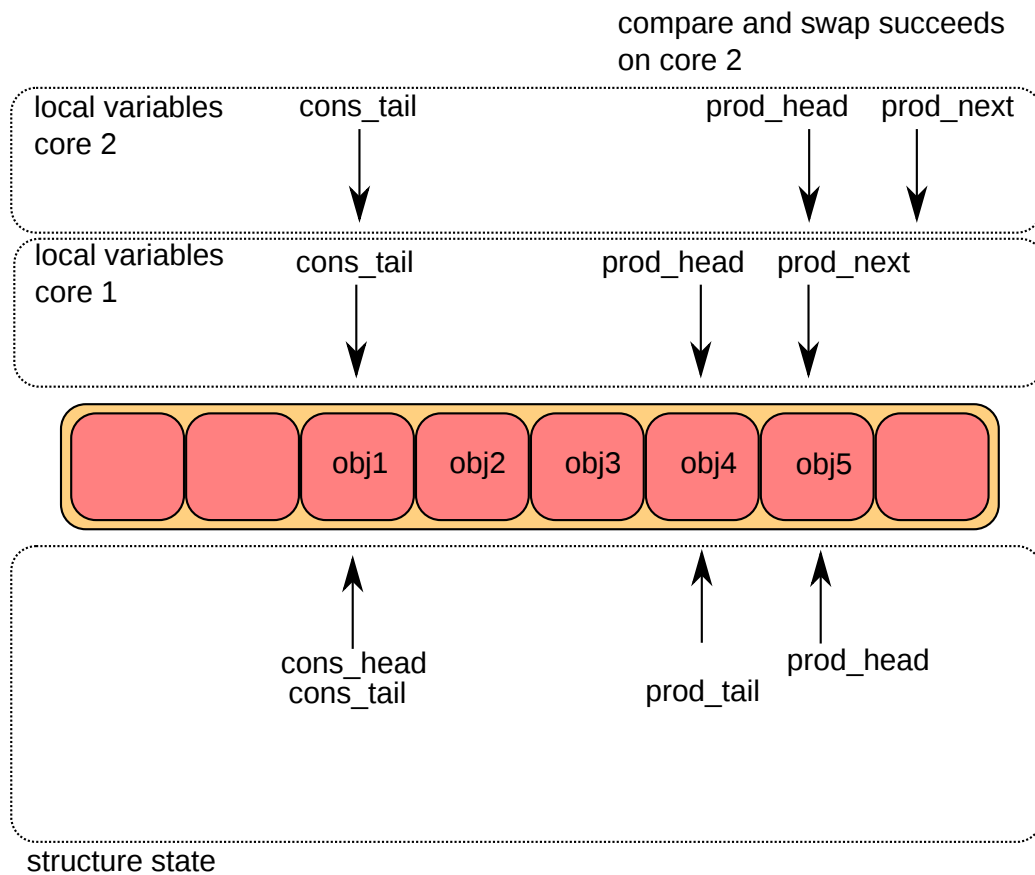 compare and swap succeeds
on core 2
local variables
core 2
cons_tail
prod_head
prod_next
local variables
core 1
cons_tail
prod_head
prod_next
obj1
obj2
obj3
obj4
obj5
cons_head
cons_tail
prod_tail
prod_head
structure state